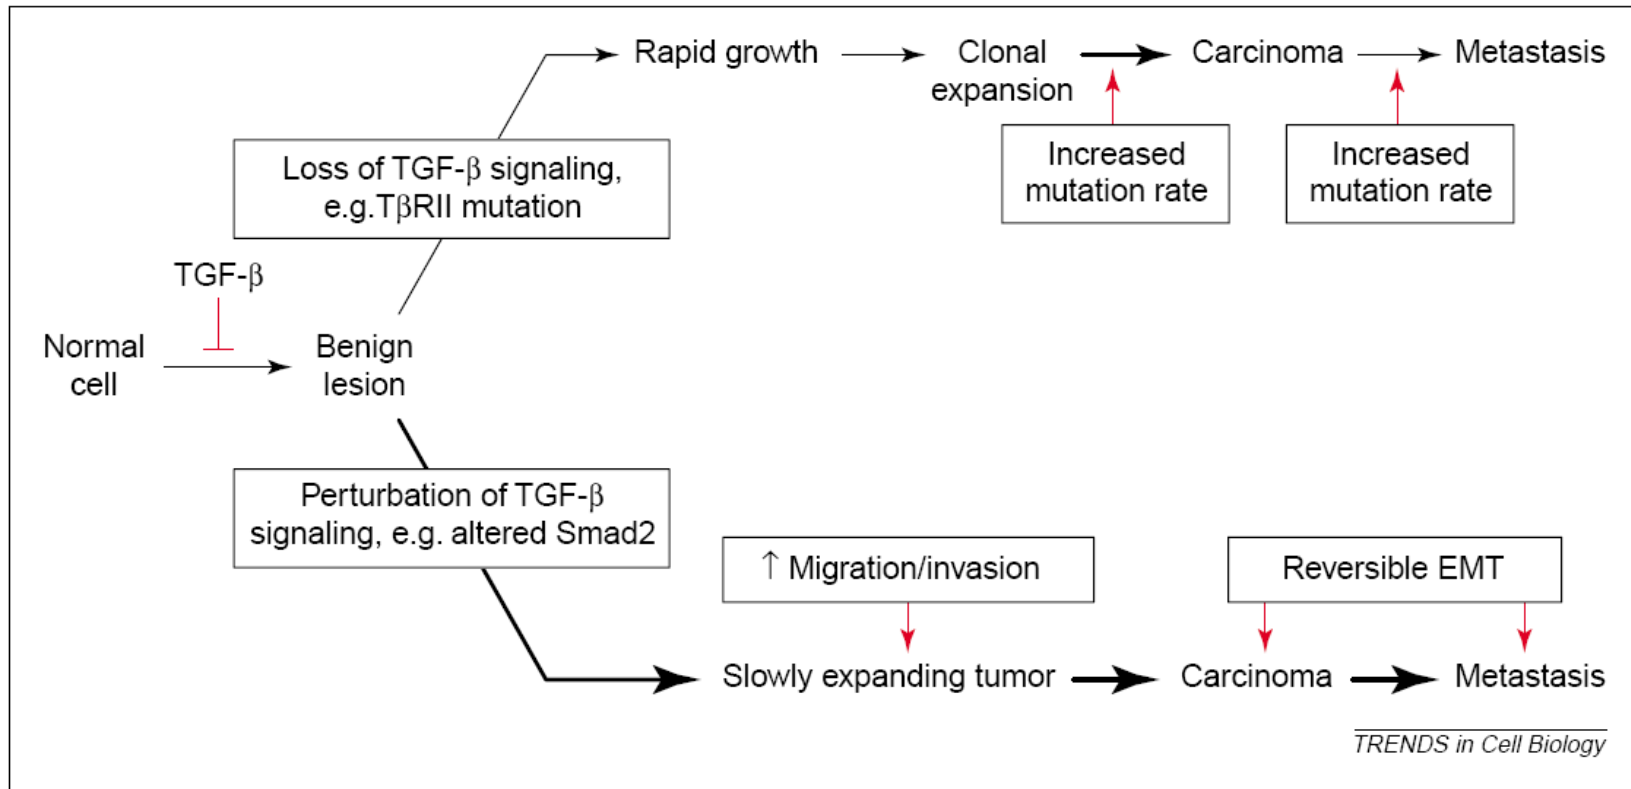 Rapid growth
Clonal
expansion
Carcinoma
Metastasis
Increased
mutation rate
Increased
mutation rate
Loss of TGF-β signaling,
e.g.TβRII mutation
TGF-β
Normal
cell
Benign
lesion
Perturbation of TGF-β
signaling, e.g. altered Smad2
↑ Migration/invasion
Reversible EMT
Slowly expanding tumor
Carcinoma
Metastasis
TRENDS in Cell Biology